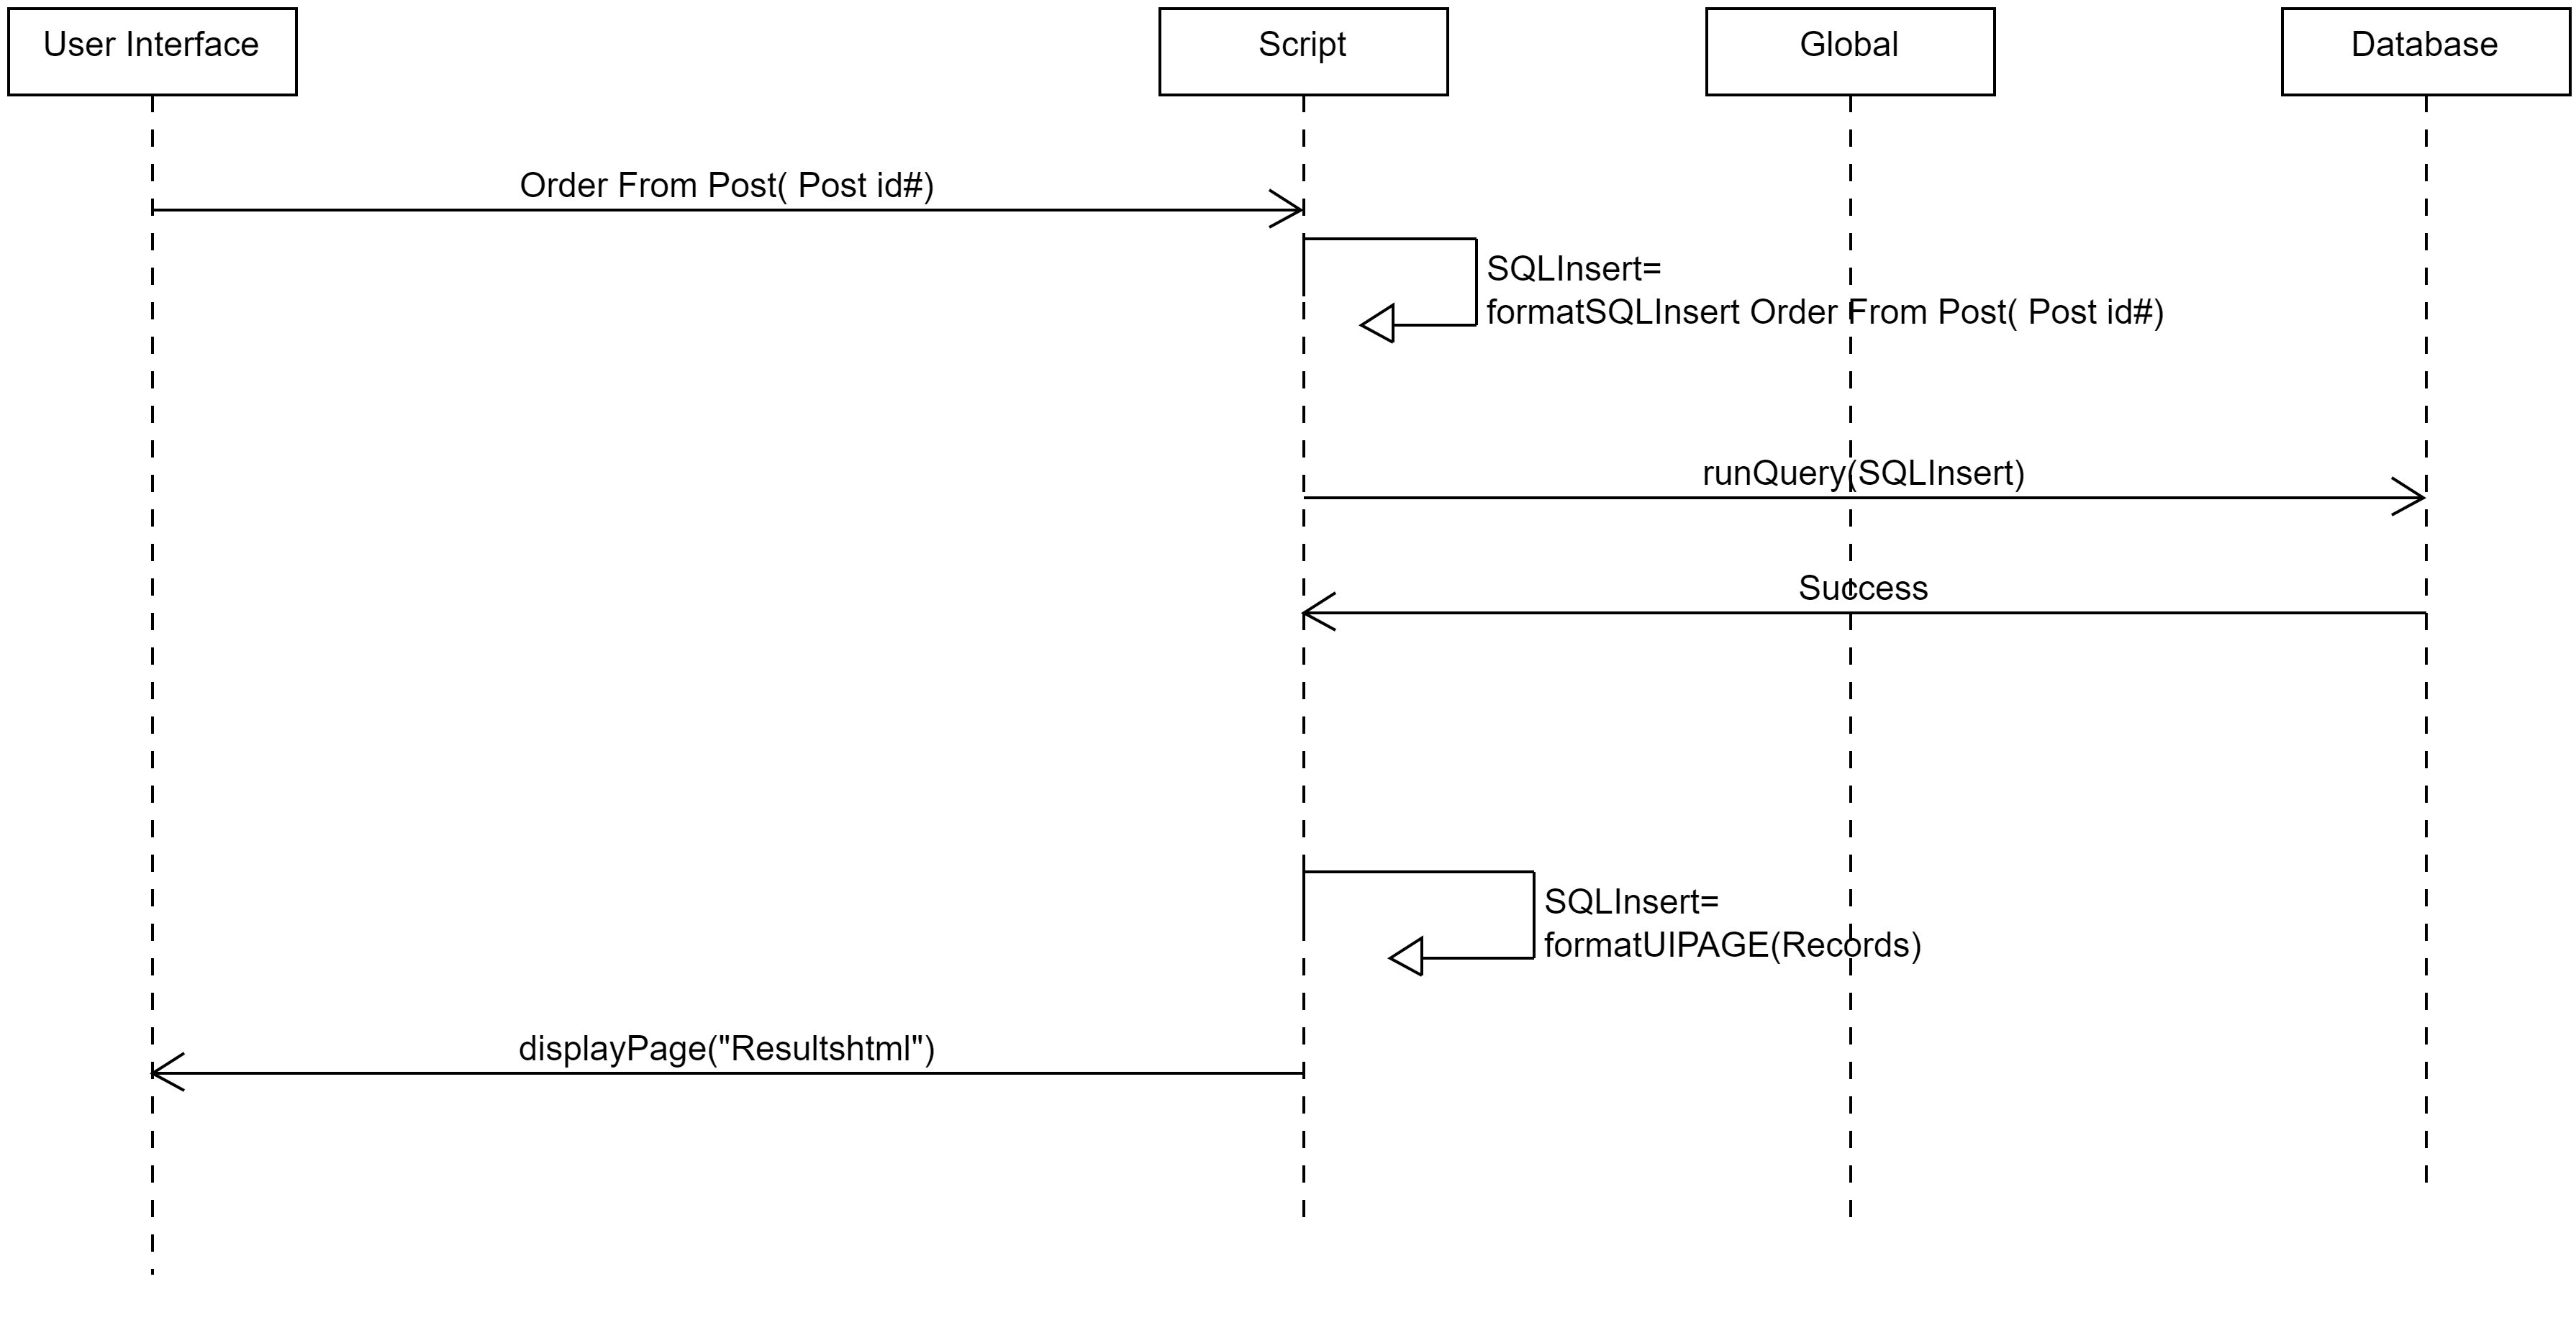 User Interface
Script
Global
Database
Order From Post( Post id#)
SQLInsert=
formatSQLInsert Order From Post( Post id#)
runQuery(SQLInsert)
Success
SQLInsert=
formatUIPAGE(Records)
displayPage("Resultshtml")